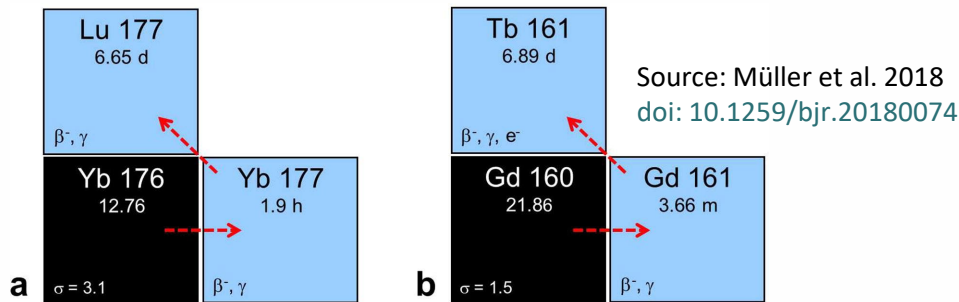 Lu 177
6.65 d
β⁻, γ
Yb 176
12.76
σ = 3.1
Yb 177
1.9 h
β⁻, γ
a
Tb 161
6.89 d
β⁻, γ, e⁻
Gd 160
21.86
σ = 1.5
Gd 161
3.66 m
β⁻, γ
b
Source: Müller et al. 2018
doi: 10.1259/bjr.20180074